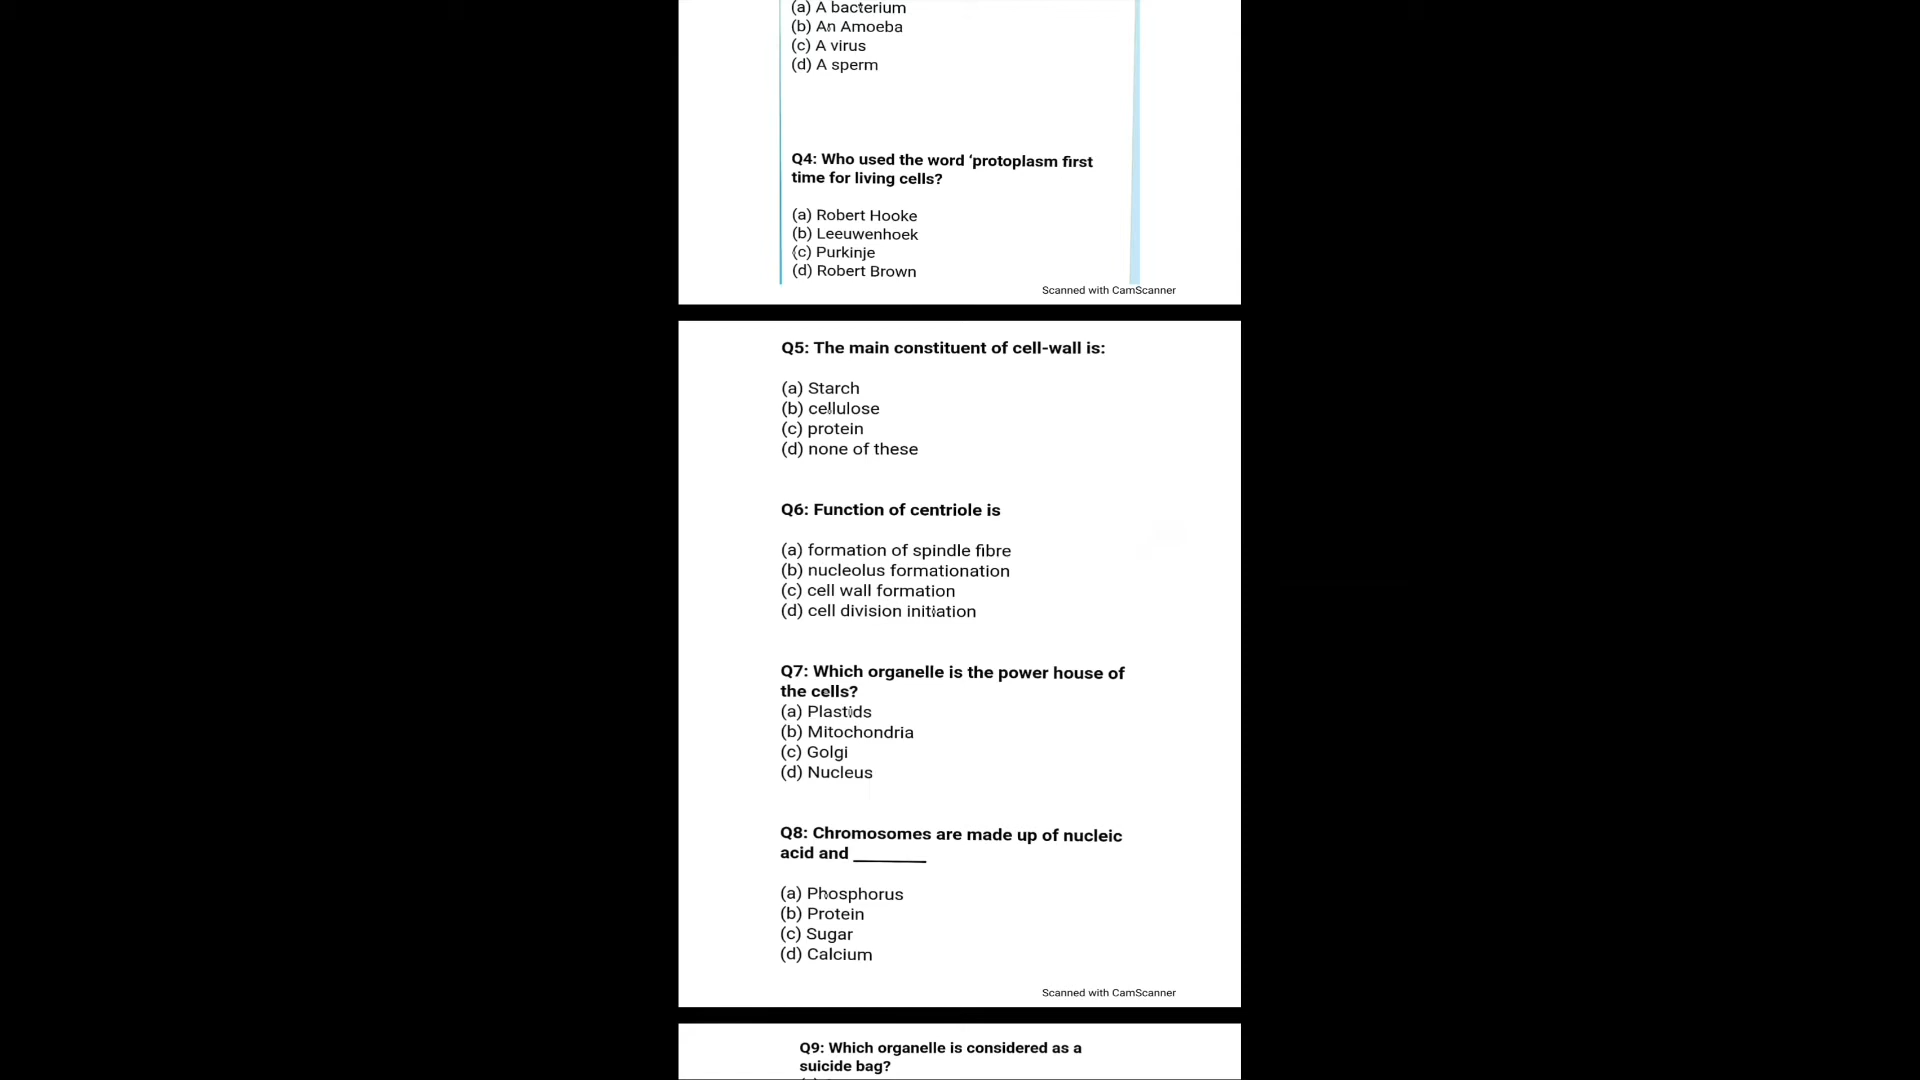 (a) A bacterium
(b) An Amoeba
(c) A virus
(d) A sperm
Q4: Who used the word ‘protoplasm first
time for living cells?
(a) Robert Hooke
(b) Leeuwenhoek
(c) Purkinje
(d) Robert Brown
Scanned with CamScanner
Q5: The main constituent of cell-wall is:
(a) Starch
(b) cellulose
(c) protein
(d) none of these
Q6: Function of centriole is
(a) formation of spindle fibre
(b) nucleolus formationation
(c) cell wall formation
(d) cell division initiation
Q7: Which organelle is the power house of
the cells?
(a) Plastids
(b) Mitochondria
(c) Golgi
(d) Nucleus
Q8: Chromosomes are made up of nucleic
acid and ________
(a) Phosphorus
(b) Protein
(c) Sugar
(d) Calcium
Scanned with CamScanner
Q9: Which organelle is considered as a
suicide bag?